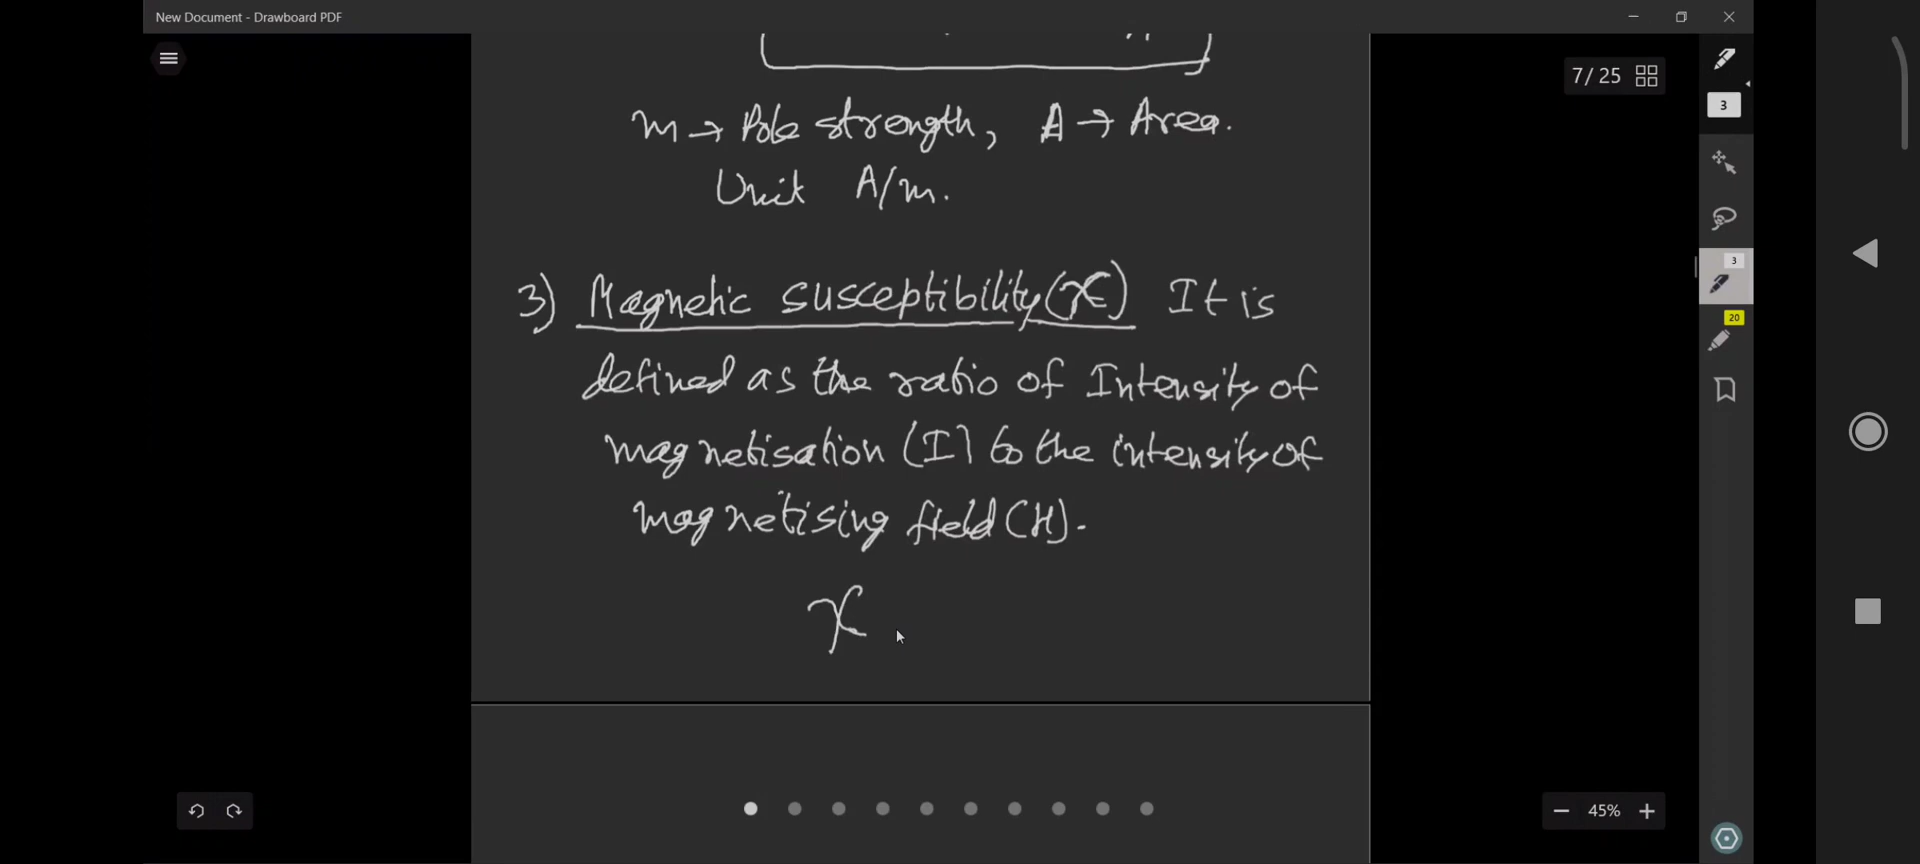 New Document - Drawboard PDF
7 / 25
3
m → Pole strength, A → Area.
Unit A/m.
3) Magnetic susceptibility (χ) It is
defined as the ratio of Intensity of
magnetisation (I) to the intensity of
magnetising field (H).
χ
3
20
45%